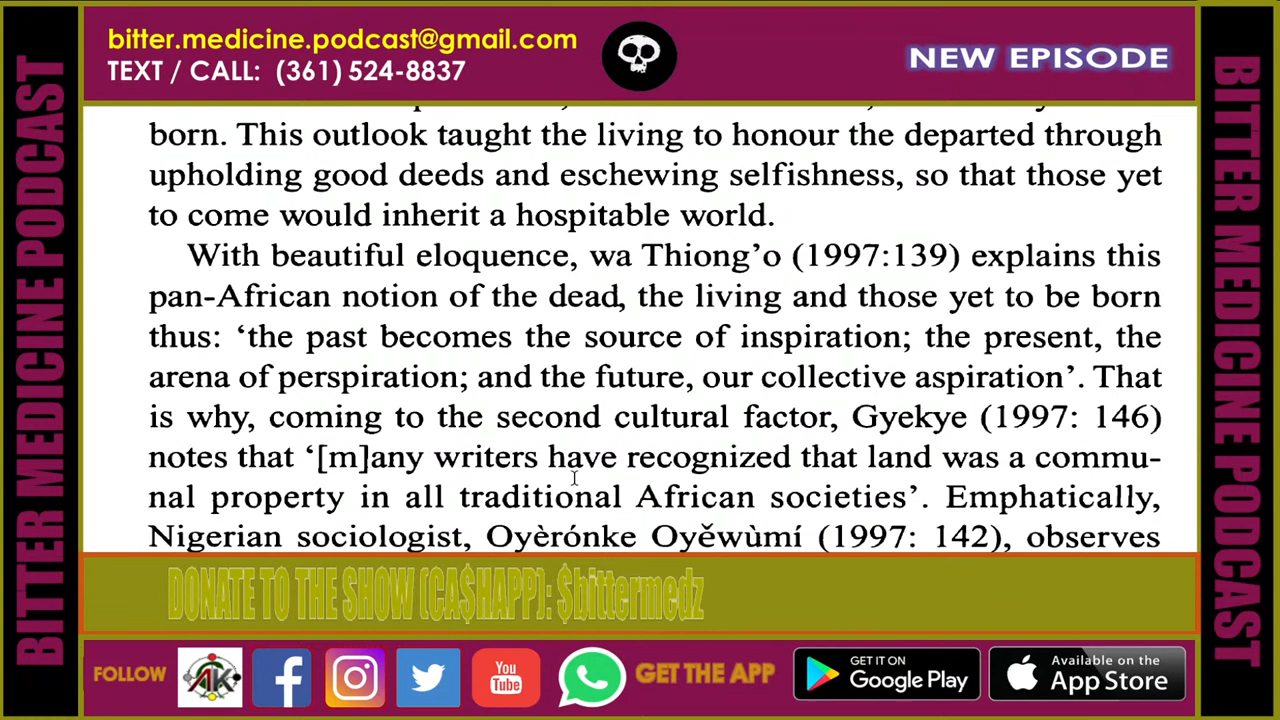 bitter.medicine.podcast@gmail.com
TEXT / CALL: (361) 524-8837
NEW EPISODE
BITTER MEDICINE PODCAST
born. This outlook taught the living to honour the departed through
upholding good deeds and eschewing selfishness, so that those yet
to come would inherit a hospitable world.
With beautiful eloquence, wa Thiong’o (1997:139) explains this
pan-African notion of the dead, the living and those yet to be born
thus: ‘the past becomes the source of inspiration; the present, the
arena of perspiration; and the future, our collective aspiration’. That
is why, coming to the second cultural factor, Gyekye (1997: 146)
notes that ‘[m]any writers have recognized that land was a commu-
nal property in all traditional African societies’. Emphatically,
Nigerian sociologist, Oyèrónke Oyěwùmí (1997: 142), observes
BITTER MEDICINE PODCAST
DONATE TO THE SHOW (CA$HAPP): $bittermedz
FOLLOW
You
Tube
GET THE APP
GET IT ON
Google Play
Available on the
App Store